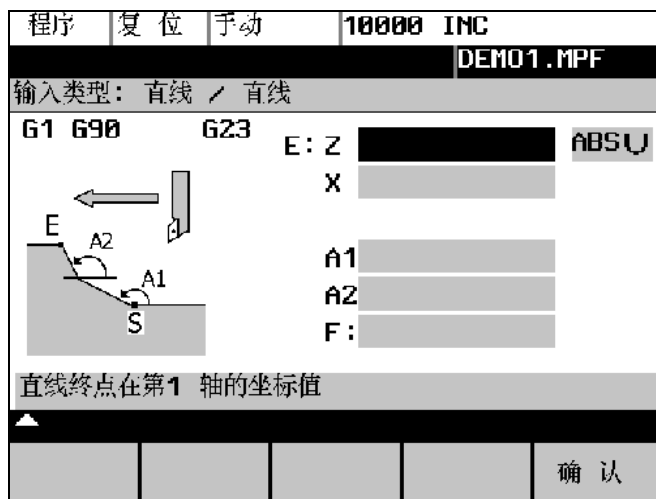 程序 复 位 手动 10000 INC
DEMO1.MPF
输入类型： 直线 / 直线
G1 G90 G23
E: Z ABS
X
E
A2
A1
S
A1
A2
F:
直线终点在第1 轴的坐标值
确 认